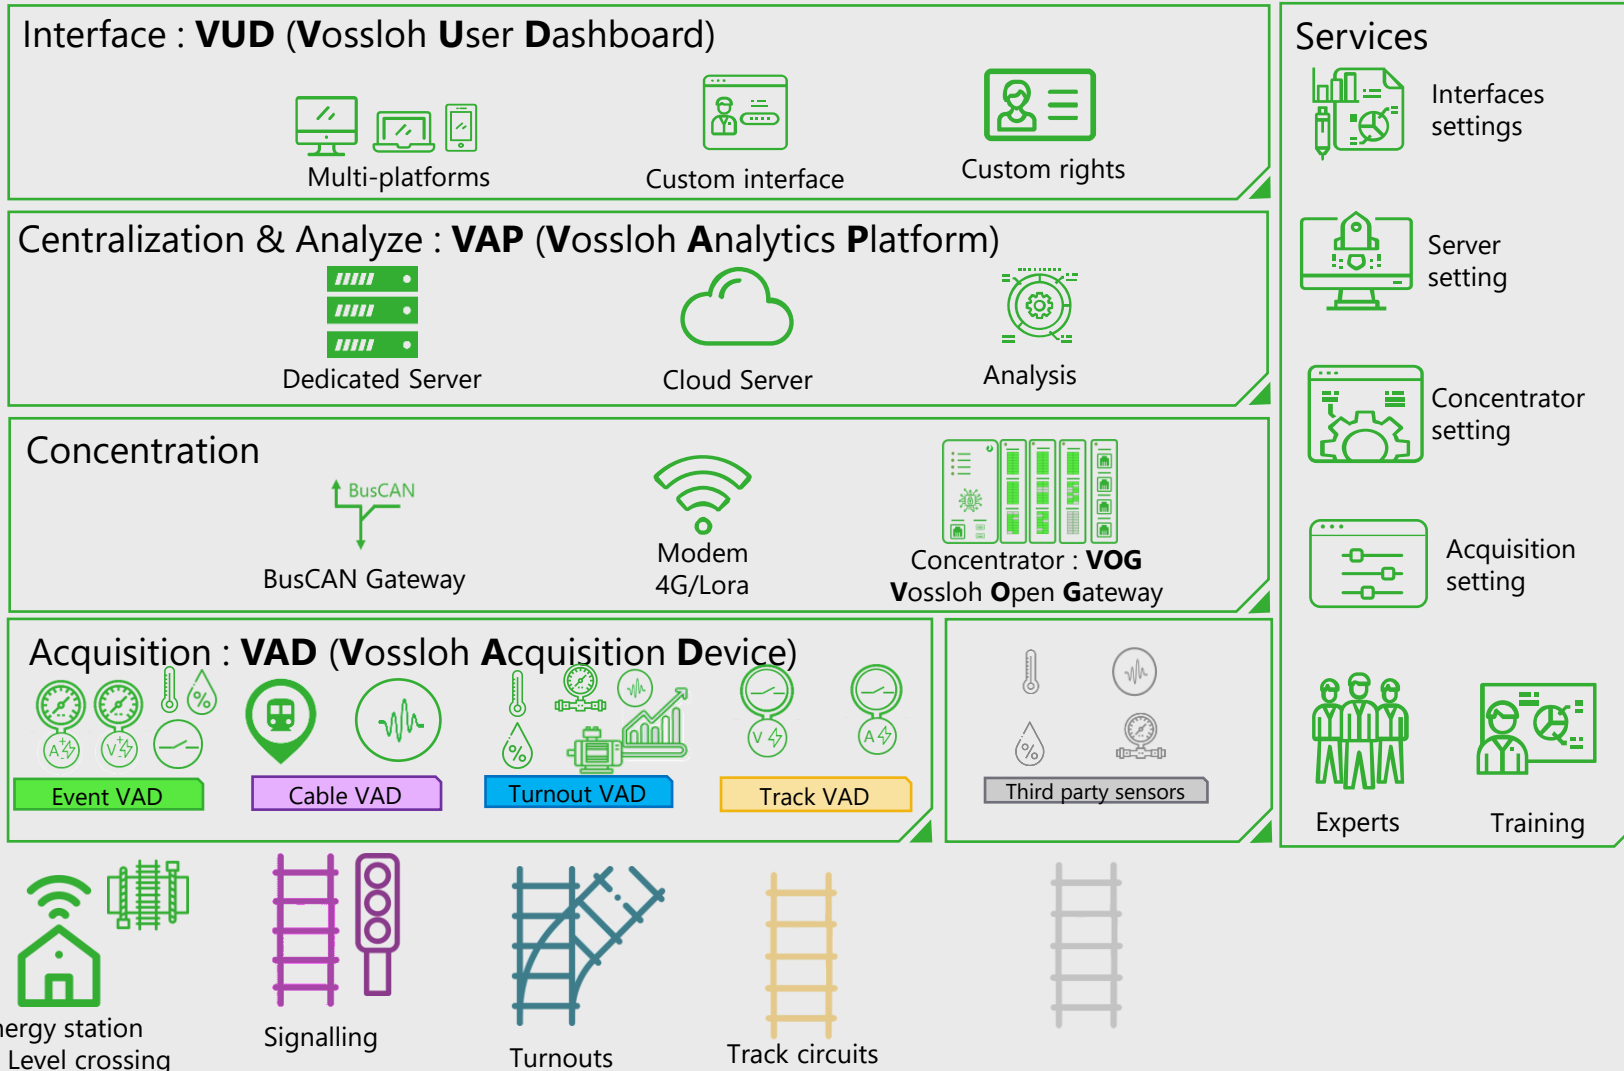 Interface : VUD (Vossloh User Dashboard)
Multi-platforms
Custom interface
Custom rights
Centralization & Analyze : VAP (Vossloh Analytics Platform)
Dedicated Server
Cloud Server
Analysis
Concentration
BusCAN
BusCAN Gateway
Modem
4G/Lora
Concentrator : VOG
Vossloh Open Gateway
Acquisition : VAD (Vossloh Acquisition Device)
A
V
%
%
V
A
%
Event VAD
Cable VAD
Turnout VAD
Track VAD
Third party sensors
Signalling
Turnouts
Track circuits
station
Level crossing
Services
Interfaces
settings
Server
setting
Concentrator
setting
Acquisition
setting
Experts
Training